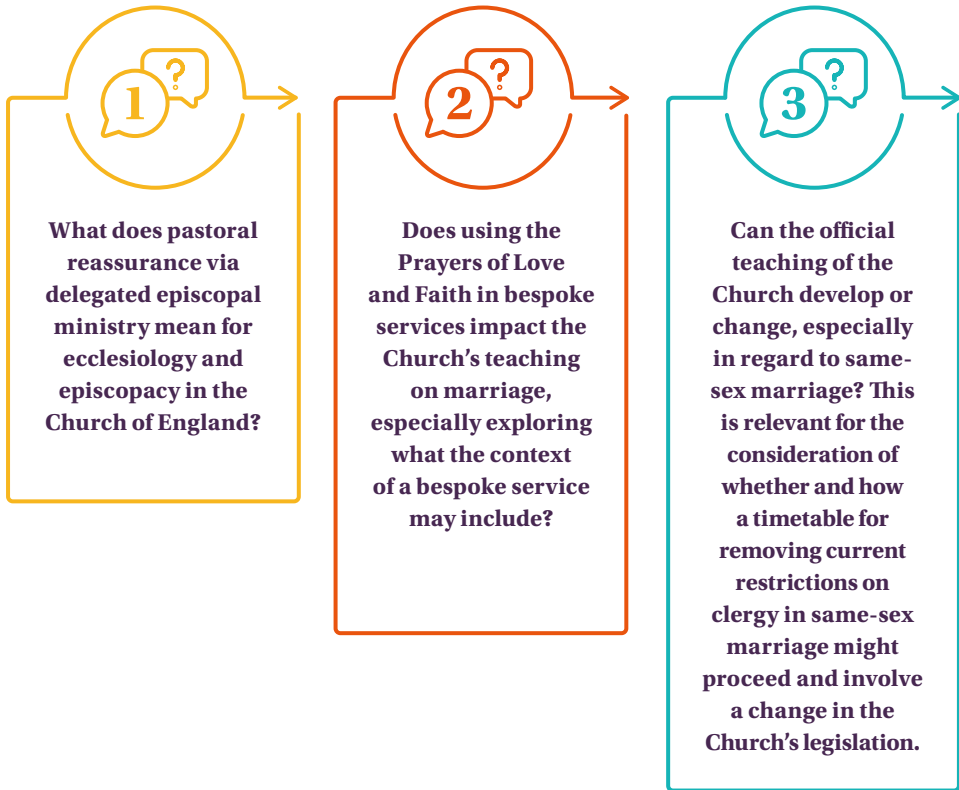 1
?
What does pastoral
reassurance via
delegated episcopal
ministry mean for
ecclesiology and
episcopacy in the
Church of England?
2
?
Does using the
Prayers of Love
and Faith in bespoke
services impact the
Church’s teaching
on marriage,
especially exploring
what the context
of a bespoke service
may include?
3
?
Can the official
teaching of the
Church develop or
change, especially
in regard to same-
sex marriage? This
is relevant for the
consideration of
whether and how
a timetable for
removing current
restrictions on
clergy in same-sex
marriage might
proceed and involve
a change in the
Church’s legislation.